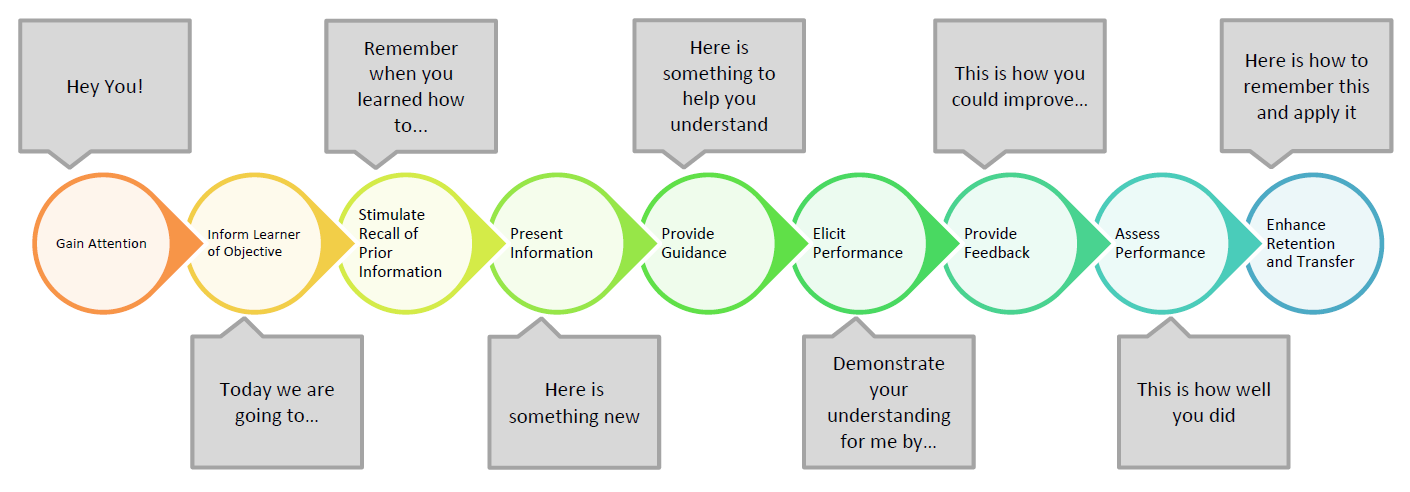 Hey You!
Remember
when you
learned how
to...
Here is
something to
help you
understand
This is how you
could improve...
Here is how to
remember this
and apply it
Gain Attention
Inform Learner
of Objective
Stimulate
Recall of
Prior
Information
Present
Information
Provide
Guidance
Elicit
Performance
Provide
Feedback
Assess
Performance
Enhance
Retention
and Transfer
Today we are
going to...
Here is
something new
Demonstrate
your
understanding
for me by...
This is how well
you did